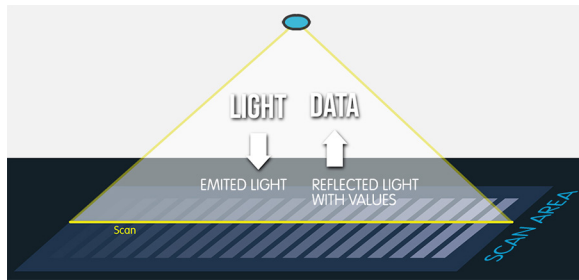 LIGHT DATA
EMITED LIGHT
REFLECTED LIGHT
WITH VALUES
Scan
SCAN AREA